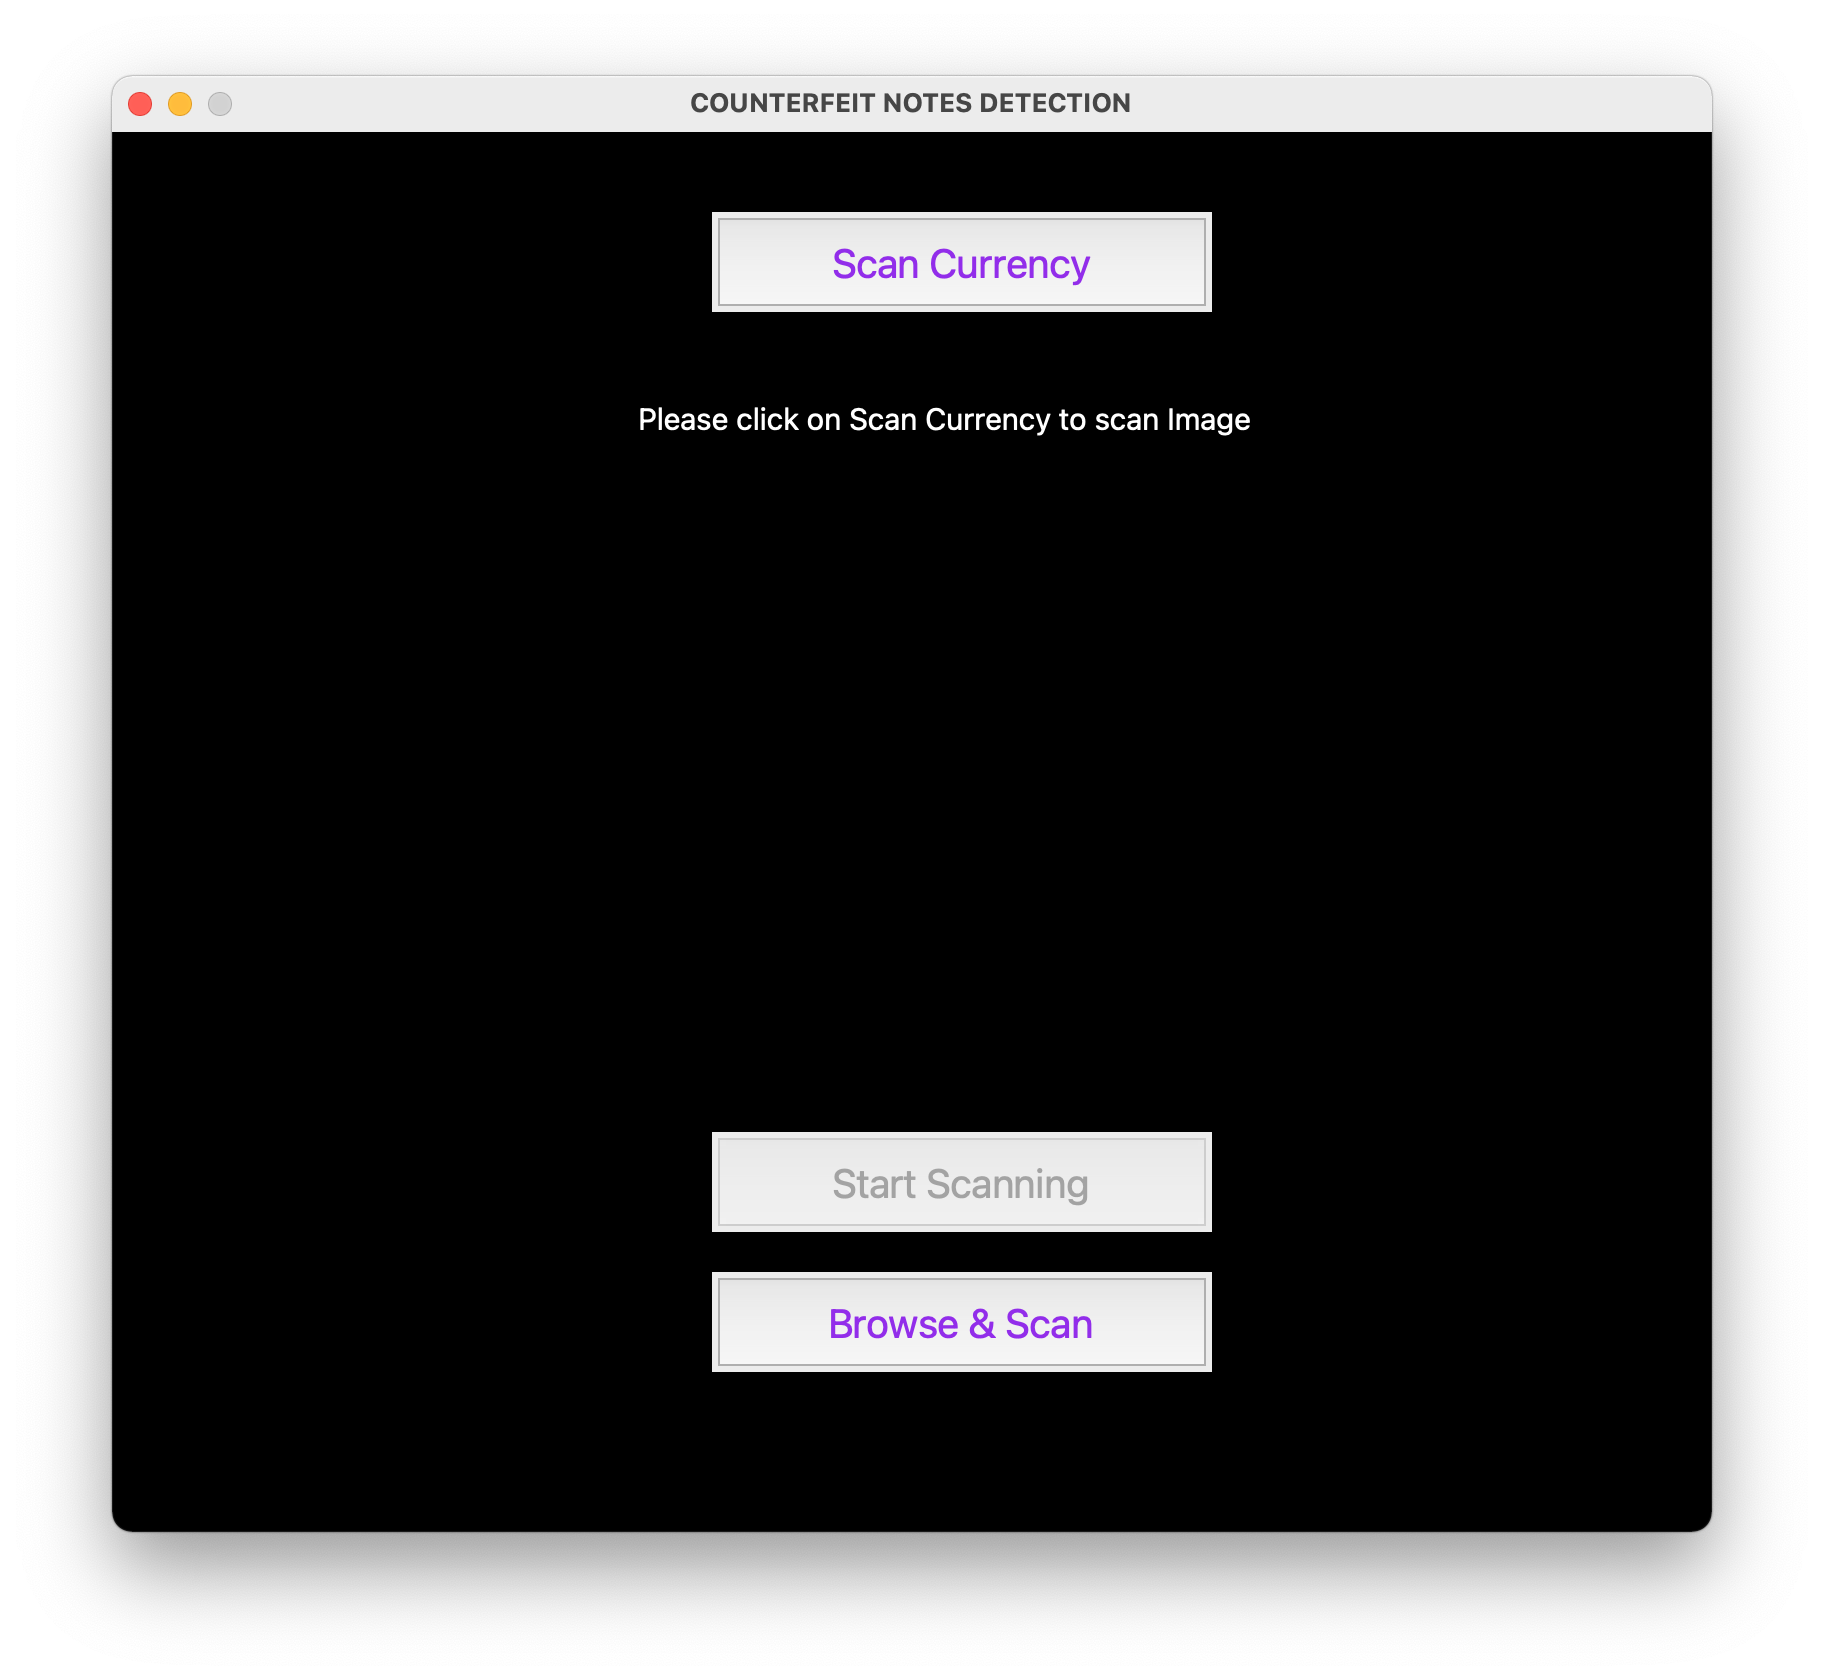 COUNTERFEIT NOTES DETECTION
Scan Currency
Please click on Scan Currency to scan Image
Start Scanning
Browse & Scan